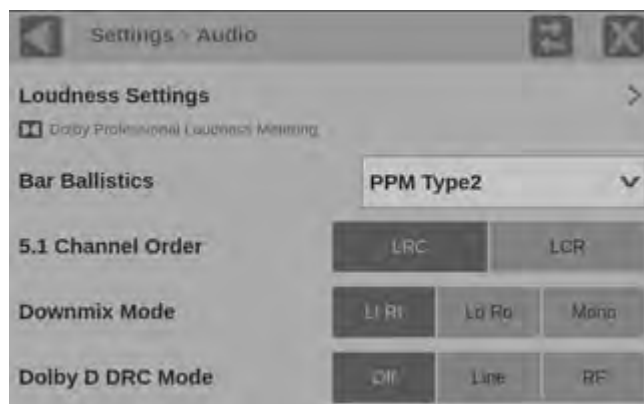 Settings > Audio
Loudness Settings >
Dolby Professional Loudness Metering
Bar Ballistics PPM Type2
5.1 Channel Order LRC LCR
Downmix Mode Lt Rt Lo Ro Mono
Dolby D DRC Mode Off Line RF